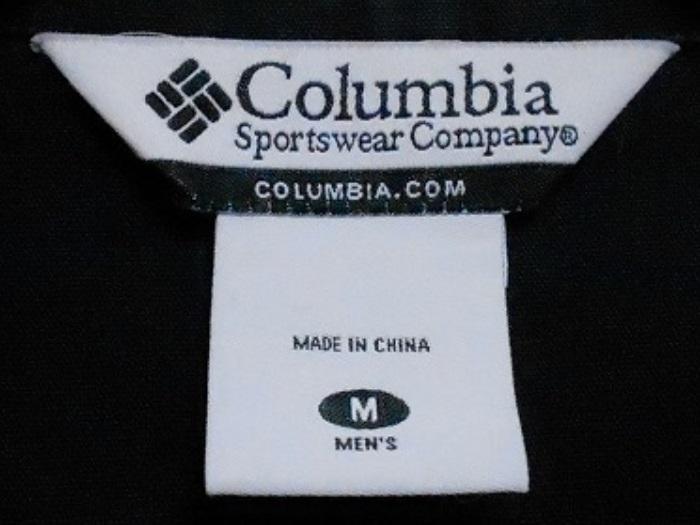 Columbia
Sportswear Company®
COLUMBIA.COM
MADE IN CHINA
M
MEN'S